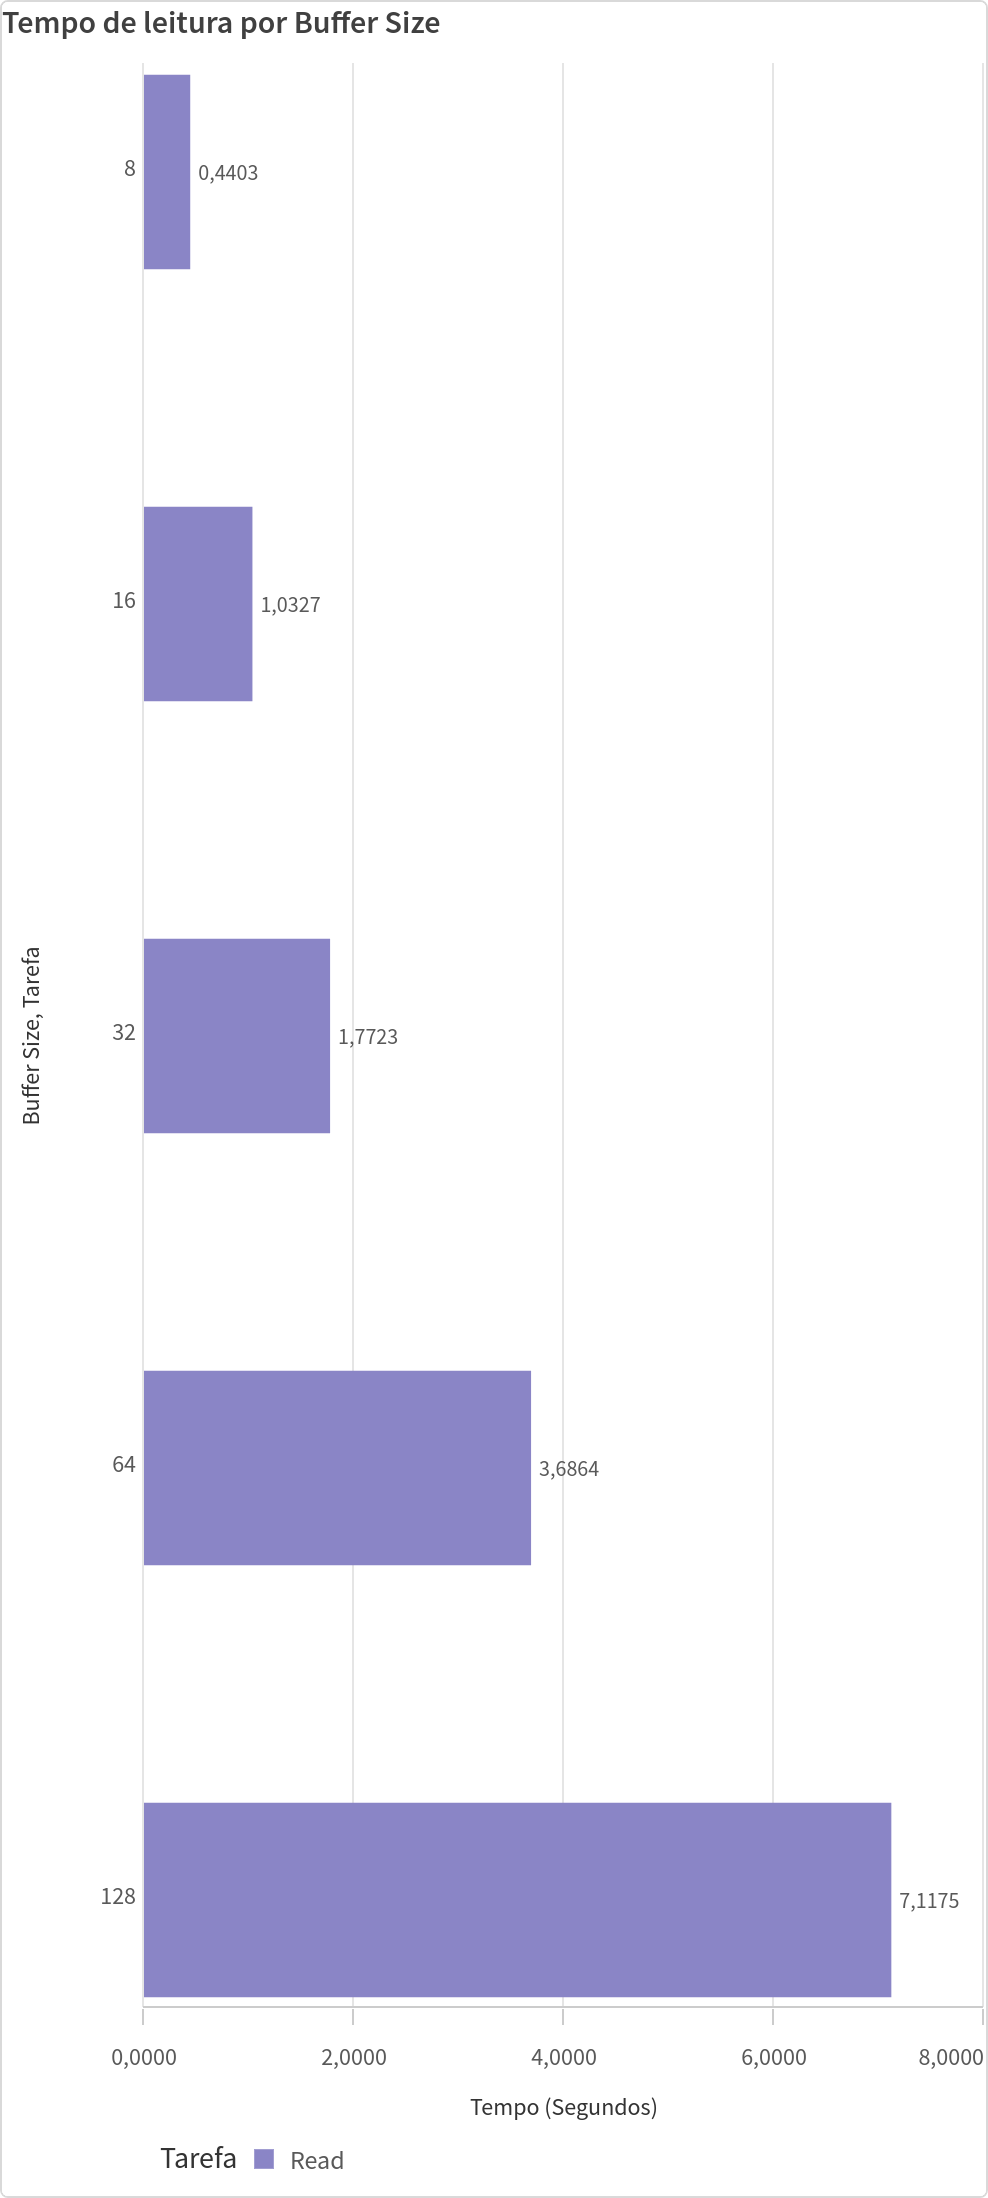 Tempo de leitura por Buffer Size
8
0,4403
16
1,0327
32
1,7723
Buffer Size, Tarefa
64
3,6864
128
7,1175
0,0000 2,0000 4,0000 6,0000 8,0000
Tempo (Segundos)
Tarefa Read